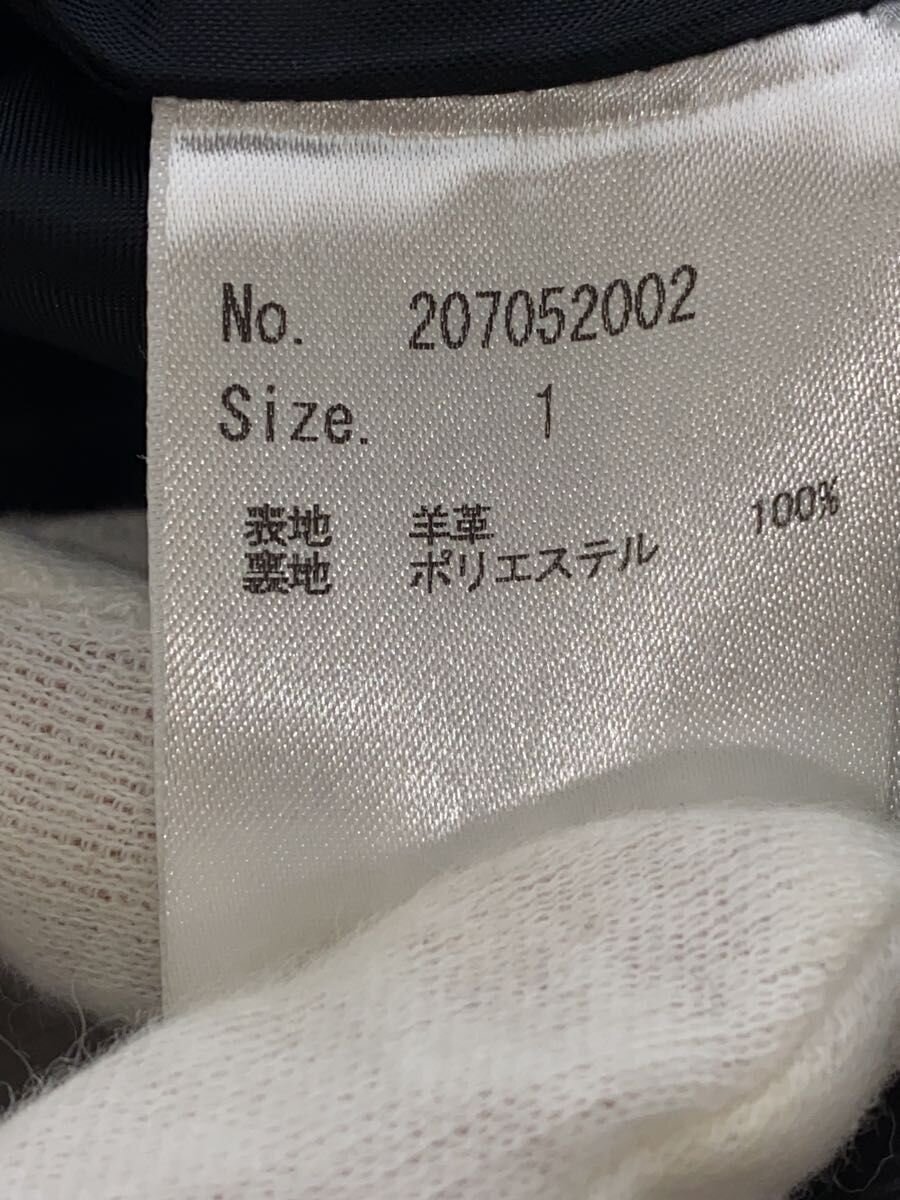 No. 207052002
Size. 1
表地 羊革
裏地 ポリエステル 100%